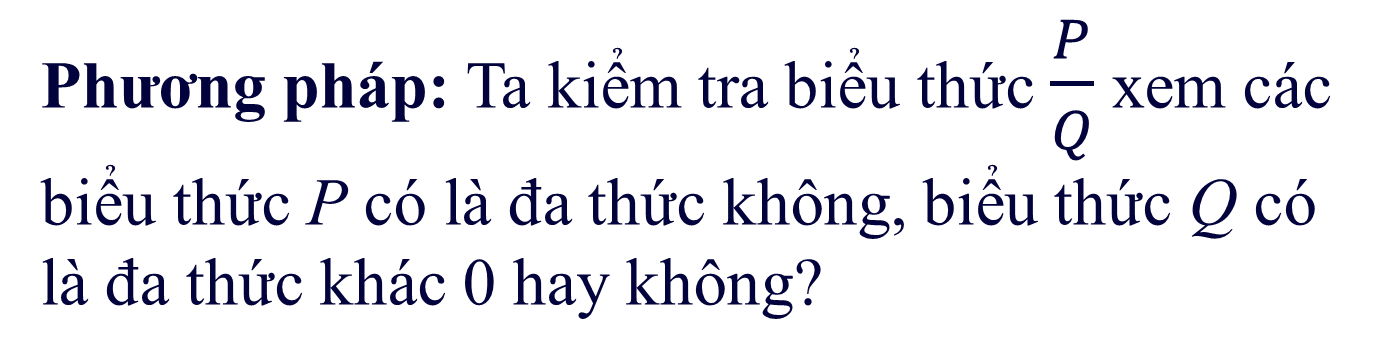 Phương pháp: Ta kiểm tra biểu thức $\frac{P}{Q}$ xem các
biểu thức P có là đa thức không, biểu thức Q có
là đa thức khác 0 hay không?